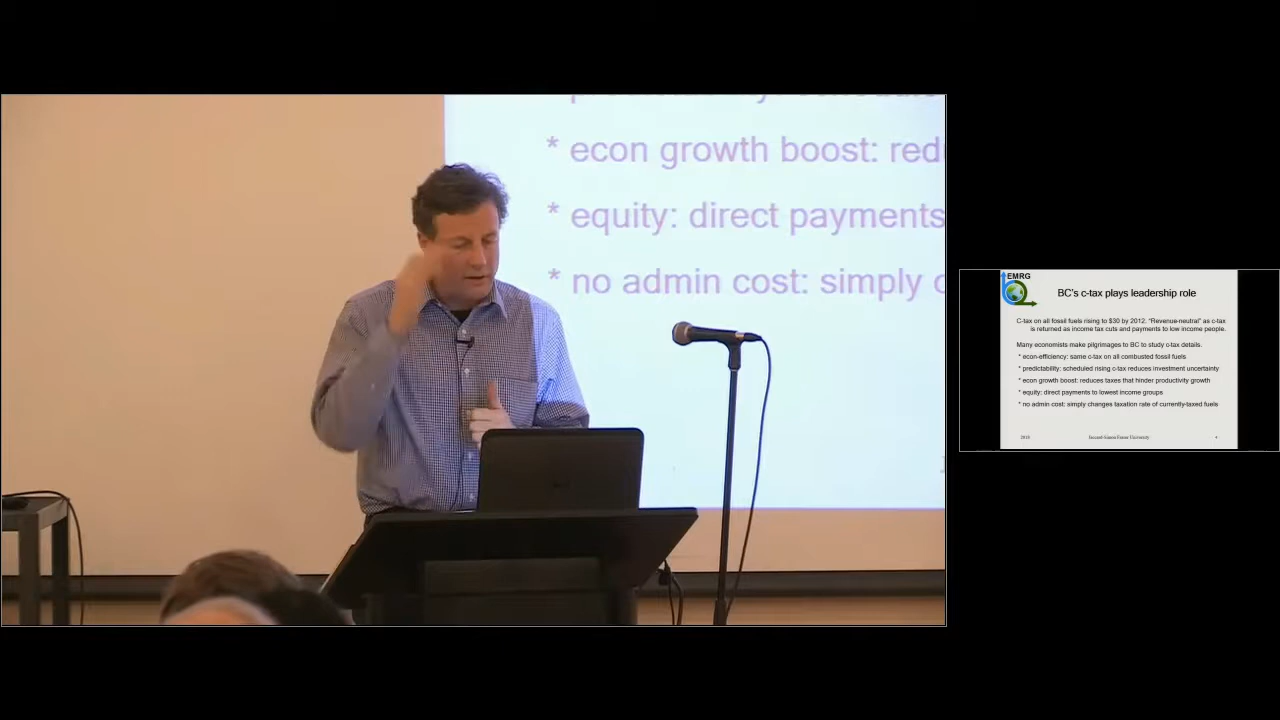 * econ growth boost: red
* equity: direct payments
* no admin cost: simply
EMRG
BC's c-tax plays leadership role
C-tax on all fossil fuels rising to $30 by 2012. "Revenue-neutral" as c-tax
is returned as income tax cuts and payments to low income people.
Many economists make pilgrimages to BC to study c-tax details.
* econ-efficiency: same c-tax on all combusted fossil fuels
* predictability: scheduled rising c-tax reduces investment uncertainty
* econ growth boost: reduces taxes that hinder productivity growth
* equity: direct payments to lowest income groups
* no admin cost: simply changes taxation rate of currently-taxed fuels
Simon Fraser University